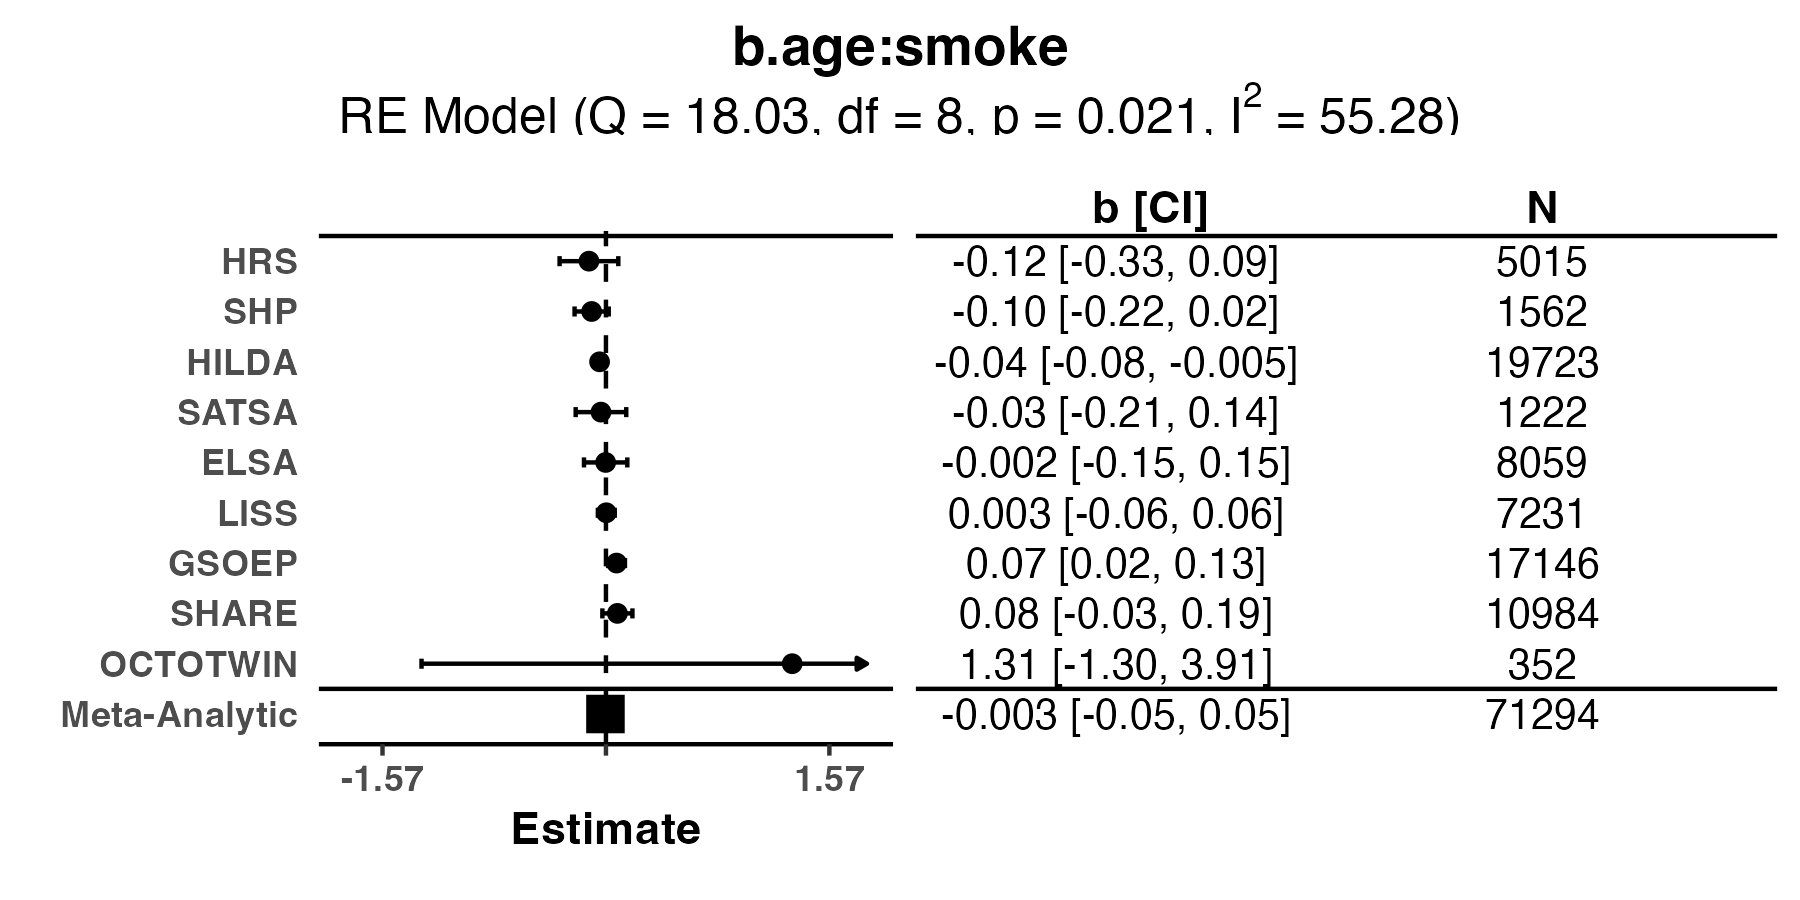 b.age:smoke
RE Model (Q = 18.03, df = 8, p = 0.021, I² = 55.28)
b [CI] N
HRS -0.12 [-0.33, 0.09] 5015
SHP -0.10 [-0.22, 0.02] 1562
HILDA -0.04 [-0.08, -0.005] 19723
SATSA -0.03 [-0.21, 0.14] 1222
ELSA -0.002 [-0.15, 0.15] 8059
LISS 0.003 [-0.06, 0.06] 7231
GSOEP 0.07 [0.02, 0.13] 17146
SHARE 0.08 [-0.03, 0.19] 10984
OCTOTWIN 1.31 [-1.30, 3.91] 352
Meta-Analytic -0.003 [-0.05, 0.05] 71294
-1.57 1.57
Estimate